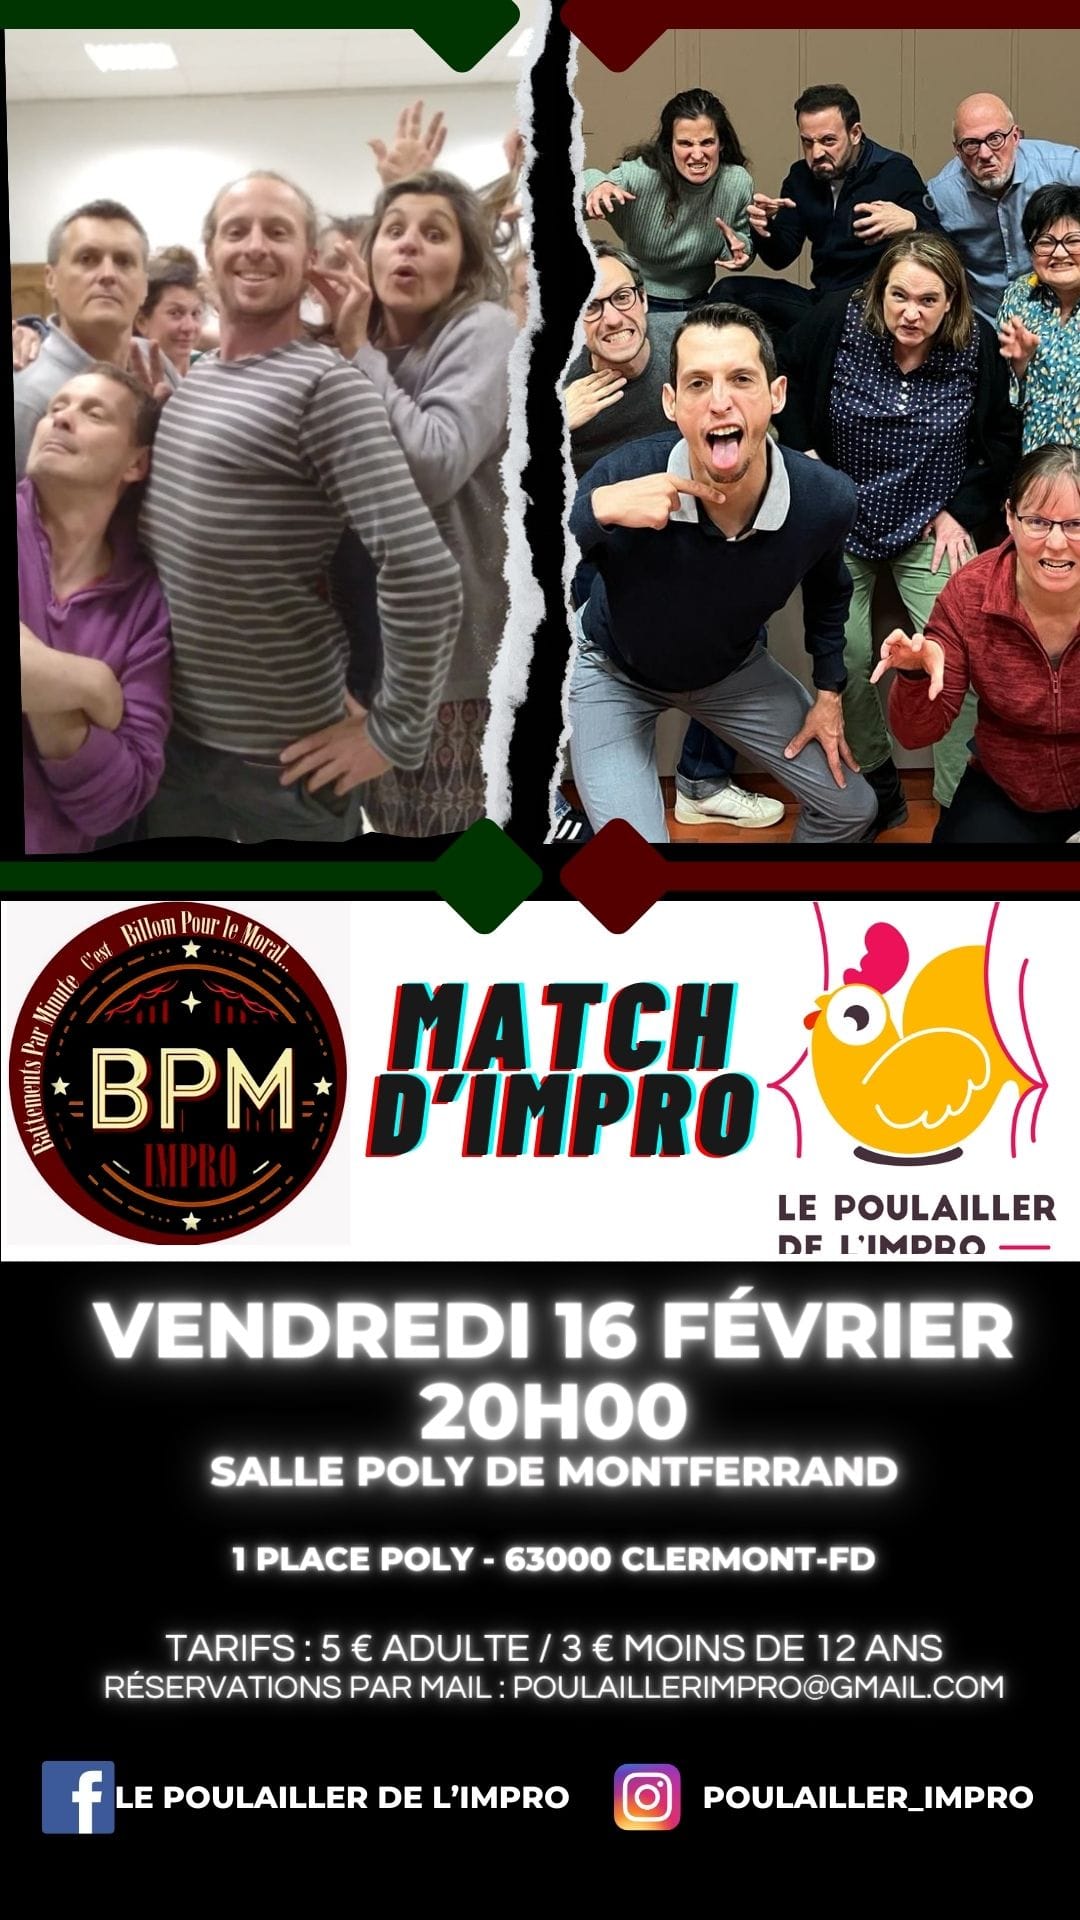 Battements Par Minute C'est Billom Pour le Moral...
BPM
IMPRO
MATCH
D'IMPRO
LE POULAILLER
DE L'IMPRO
VENDREDI 16 FÉVRIER
20H00
SALLE POLY DE MONTFERRAND
1 PLACE POLY - 63000 CLERMONT-FD
TARIFS : 5 € ADULTE / 3 € MOINS DE 12 ANS
RÉSERVATIONS PAR MAIL : POULAILLERIMPRO@GMAIL.COM
LE POULAILLER DE L'IMPRO
POULAILLER_IMPRO